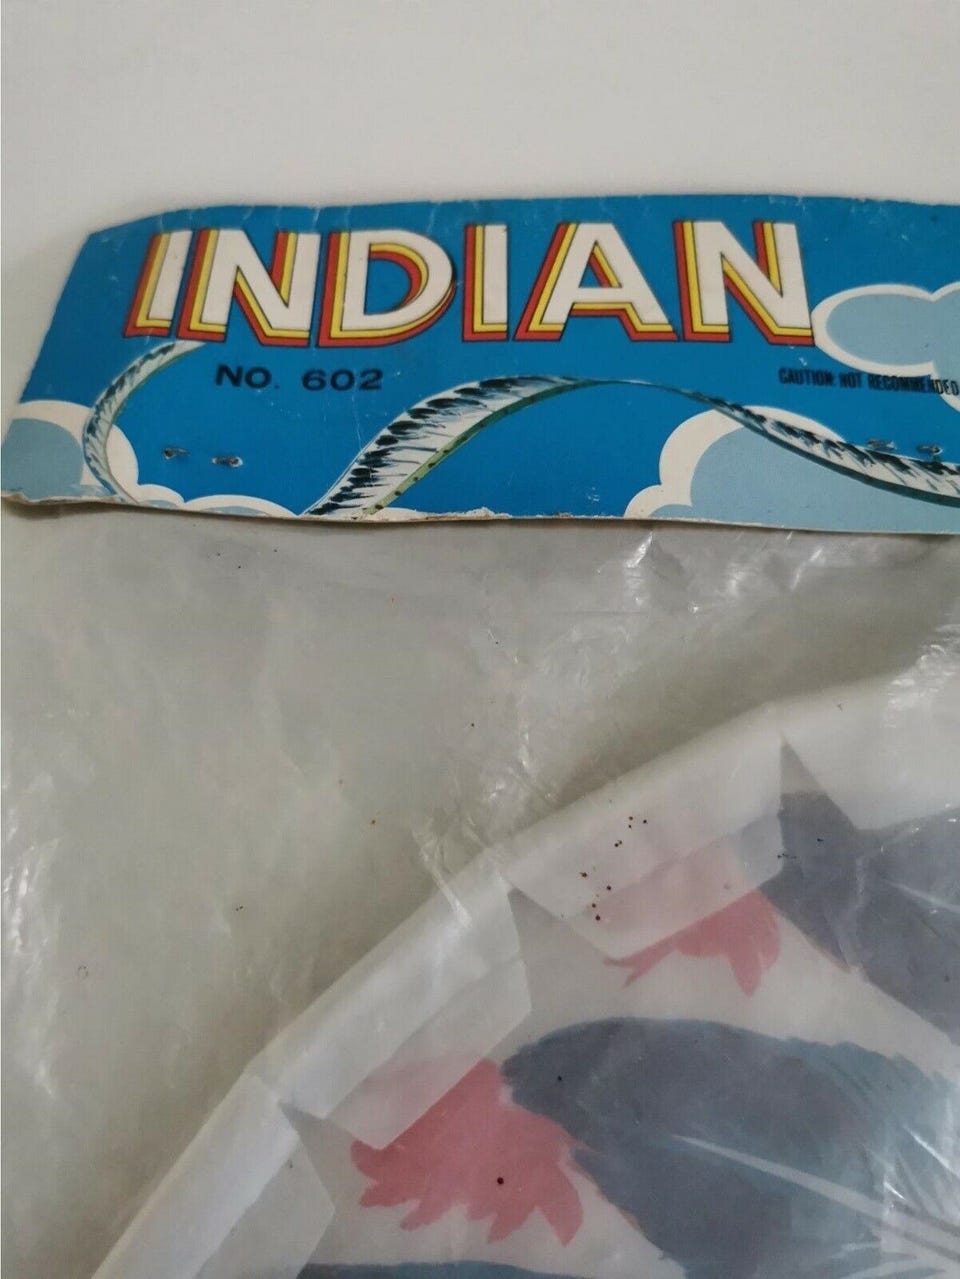 INDIAN
NO. 602
CAUTION: NOT RECOMMENDED